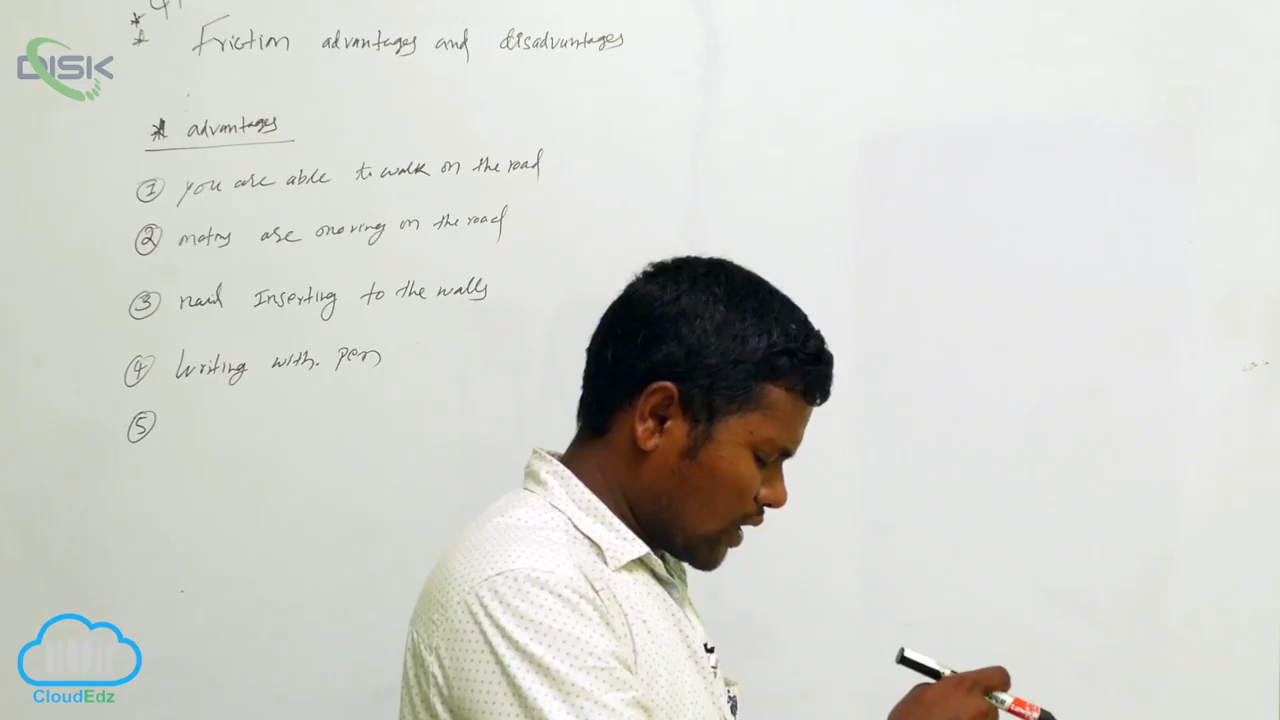 * Friction advantages and disadvantages
DISK
* advantages
① you are able to walk on the road
② motors are moving on the road
③ nail Inserting to the walls
④ Writing with. pen
⑤
CloudEdz